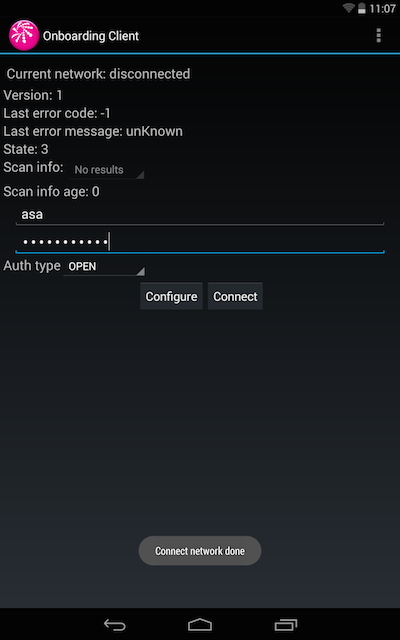 11:07
Onboarding Client
Current network: disconnected
Version: 1
Last error code: -1
Last error message: unKnown
State: 3
Scan info: No results
Scan info age: 0
asa
•••••••••••
Auth type OPEN
Configure Connect
Connect network done